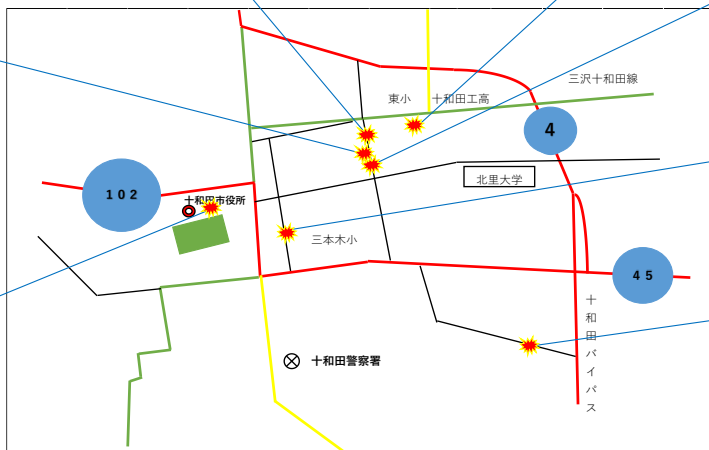 三沢十和田線
東小
十和田工高
4
102
北里大学
十和田市役所
三本木小
45
十和田バイパス
十和田警察署